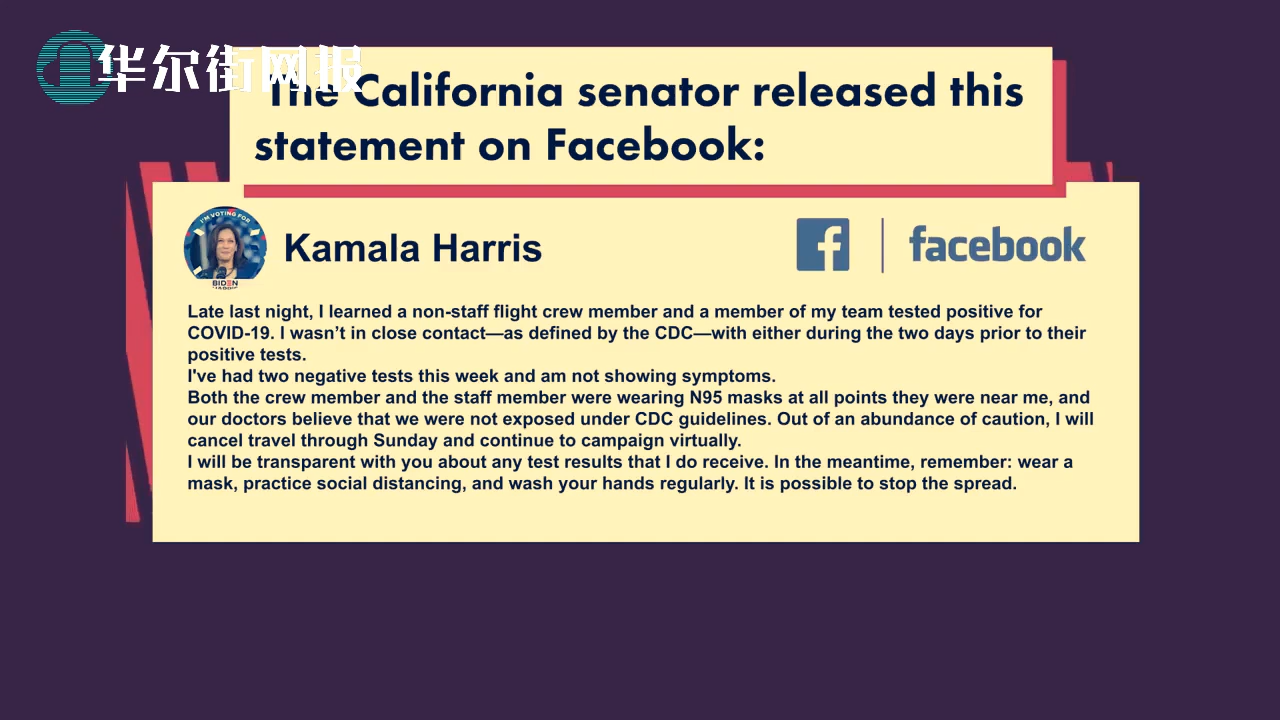 华尔街网报
The California senator released this
statement on Facebook:
I'M VOTING FOR
BIDEN
Kamala Harris
f
facebook
Late last night, I learned a non-staff flight crew member and a member of my team tested positive for
COVID-19. I wasn’t in close contact—as defined by the CDC—with either during the two days prior to their
positive tests.
I've had two negative tests this week and am not showing symptoms.
Both the crew member and the staff member were wearing N95 masks at all points they were near me, and
our doctors believe that we were not exposed under CDC guidelines. Out of an abundance of caution, I will
cancel travel through Sunday and continue to campaign virtually.
I will be transparent with you about any test results that I do receive. In the meantime, remember: wear a
mask, practice social distancing, and wash your hands regularly. It is possible to stop the spread.